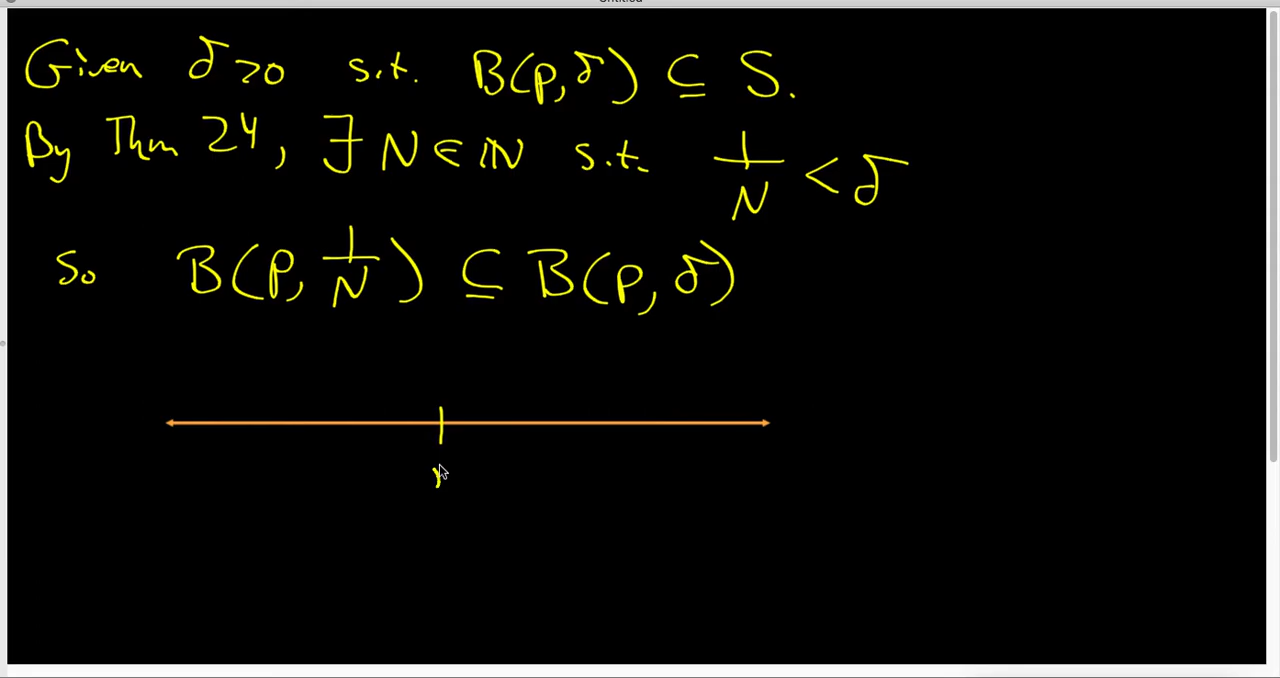 Given δ>0 s.t. B(p,δ) ⊆ S.
By Thm 24, ∃ N ∈ ℕ s.t. 1/N < δ
So B(p, 1/N) ⊆ B(p, δ)